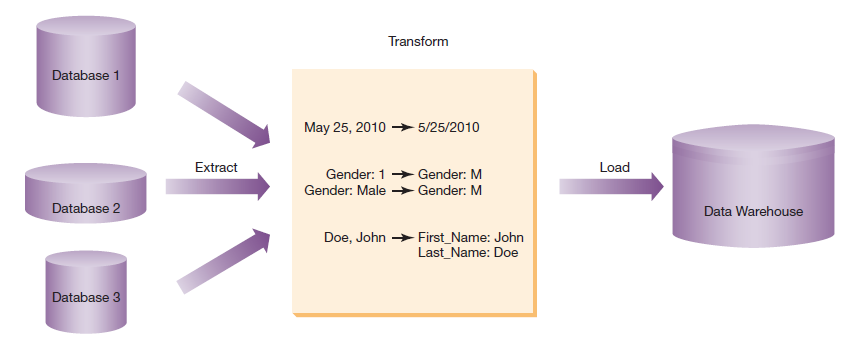 Transform
Database 1
May 25, 2010 → 5/25/2010
Extract
Gender: 1 → Gender: M
Gender: Male → Gender: M
Load
Database 2
Data Warehouse
Doe, John → First_Name: John
Last_Name: Doe
Database 3